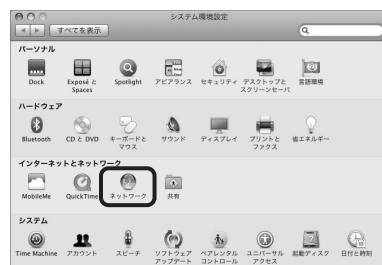 システム環境設定
すべてを表示
パーソナル
Dock
Exposé と Spaces
Spotlight
アピアランス
セキュリティ
デスクトップと スクリーンセーバ
言語環境
ハードウェア
Bluetooth
CD と DVD
キーボードと マウス
サウンド
ディスプレイ
プリントと ファクス
省エネルギー
インターネットとネットワーク
MobileMe
QuickTime
ネットワーク
共有
システム
Time Machine
アカウント
スピーチ
ソフトウェア アップデート
ペアレンタル コントロール
ユニバーサル アクセス
起動ディスク
日付と時刻